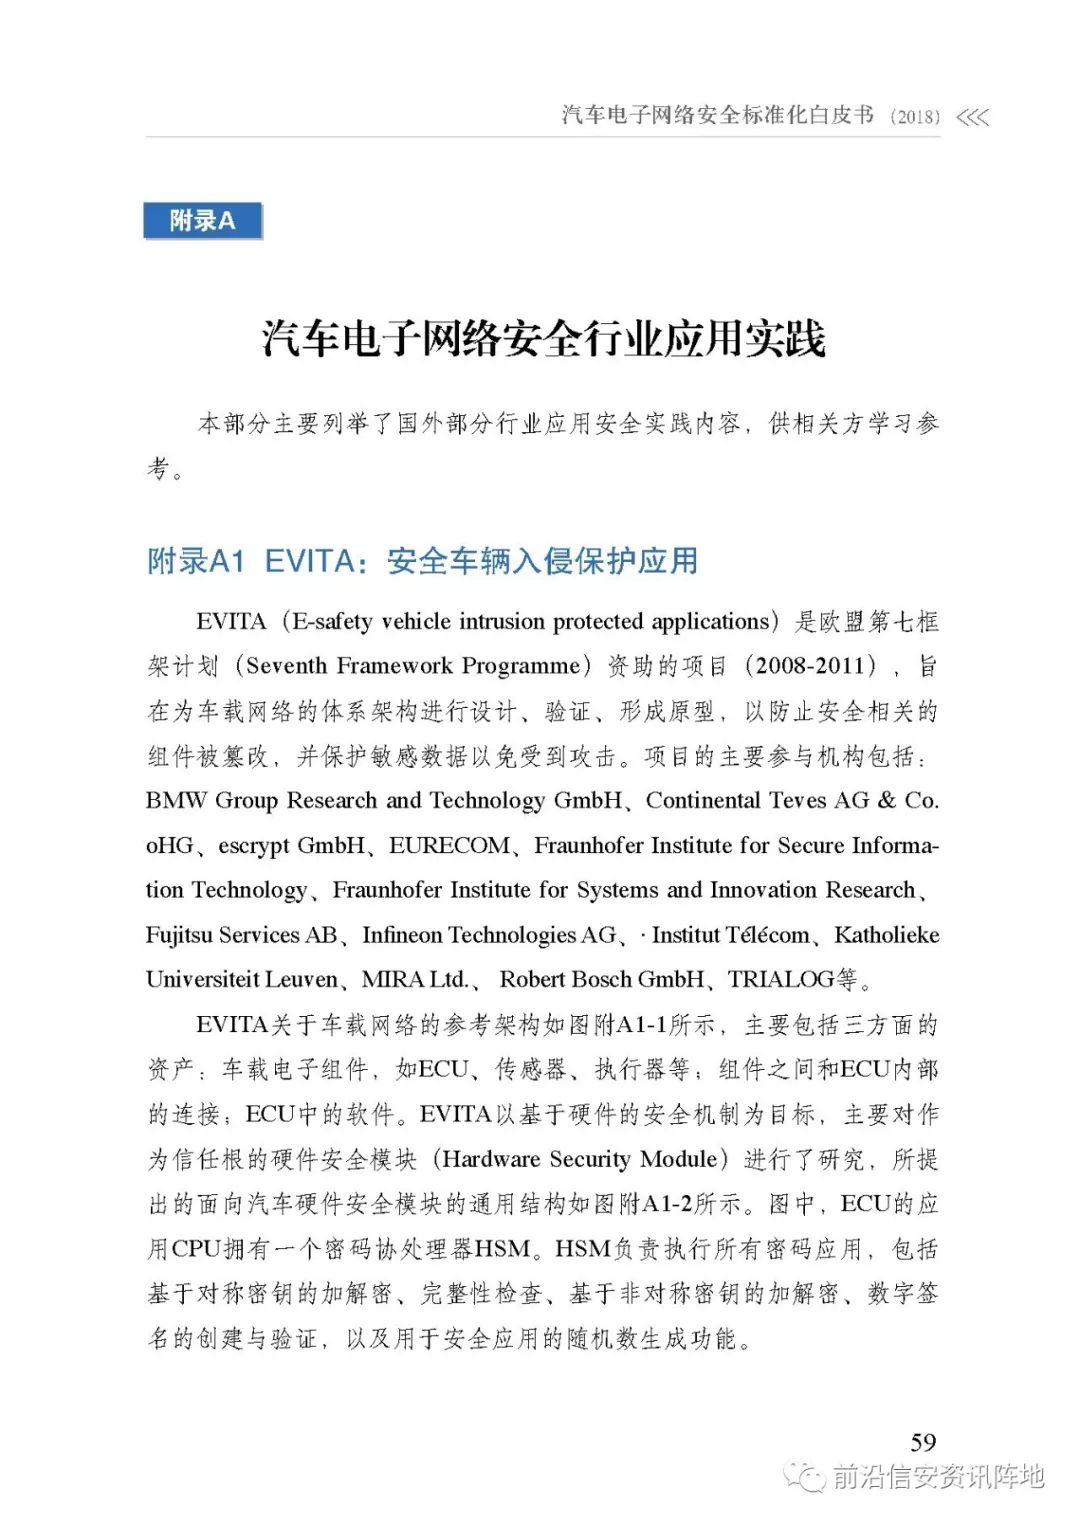 汽车电子网络安全标准化白皮书（2018）
附录A
汽车电子网络安全行业应用实践
本部分主要列举了国外部分行业应用安全实践内容，供相关方学习参
考。
附录A1 EVITA：安全车辆入侵保护应用
EVITA（E-safety vehicle intrusion protected applications）是欧盟第七框
架计划（Seventh Framework Programme）资助的项目（2008-2011），旨
在为车载网络的体系架构进行设计、验证、形成原型，以防止安全相关的
组件被篡改，并保护敏感数据以免受到攻击。项目的主要参与机构包括：
BMW Group Research and Technology GmbH、Continental Teves AG & Co.
oHG、escrypt GmbH、EURECOM、Fraunhofer Institute for Secure Informa-
tion Technology、Fraunhofer Institute for Systems and Innovation Research、
Fujitsu Services AB、Infineon Technologies AG、· Institut Télécom、Katholieke
Universiteit Leuven、MIRA Ltd.、 Robert Bosch GmbH、TRIALOG等。
EVITA关于车载网络的参考架构如图附A1-1所示，主要包括三方面的
资产：车载电子组件，如ECU、传感器、执行器等；组件之间和ECU内部
的连接；ECU中的软件。EVITA以基于硬件的安全机制为目标，主要对作
为信任根的硬件安全模块（Hardware Security Module）进行了研究，所提
出的面向汽车硬件安全模块的通用结构如图附A1-2所示。图中，ECU的应
用CPU拥有一个密码协处理器HSM。HSM负责执行所有密码应用，包括
基于对称密钥的加解密、完整性检查、基于非对称密钥的加解密、数字签
名的创建与验证，以及用于安全应用的随机数生成功能。
59
前沿信安资讯阵地